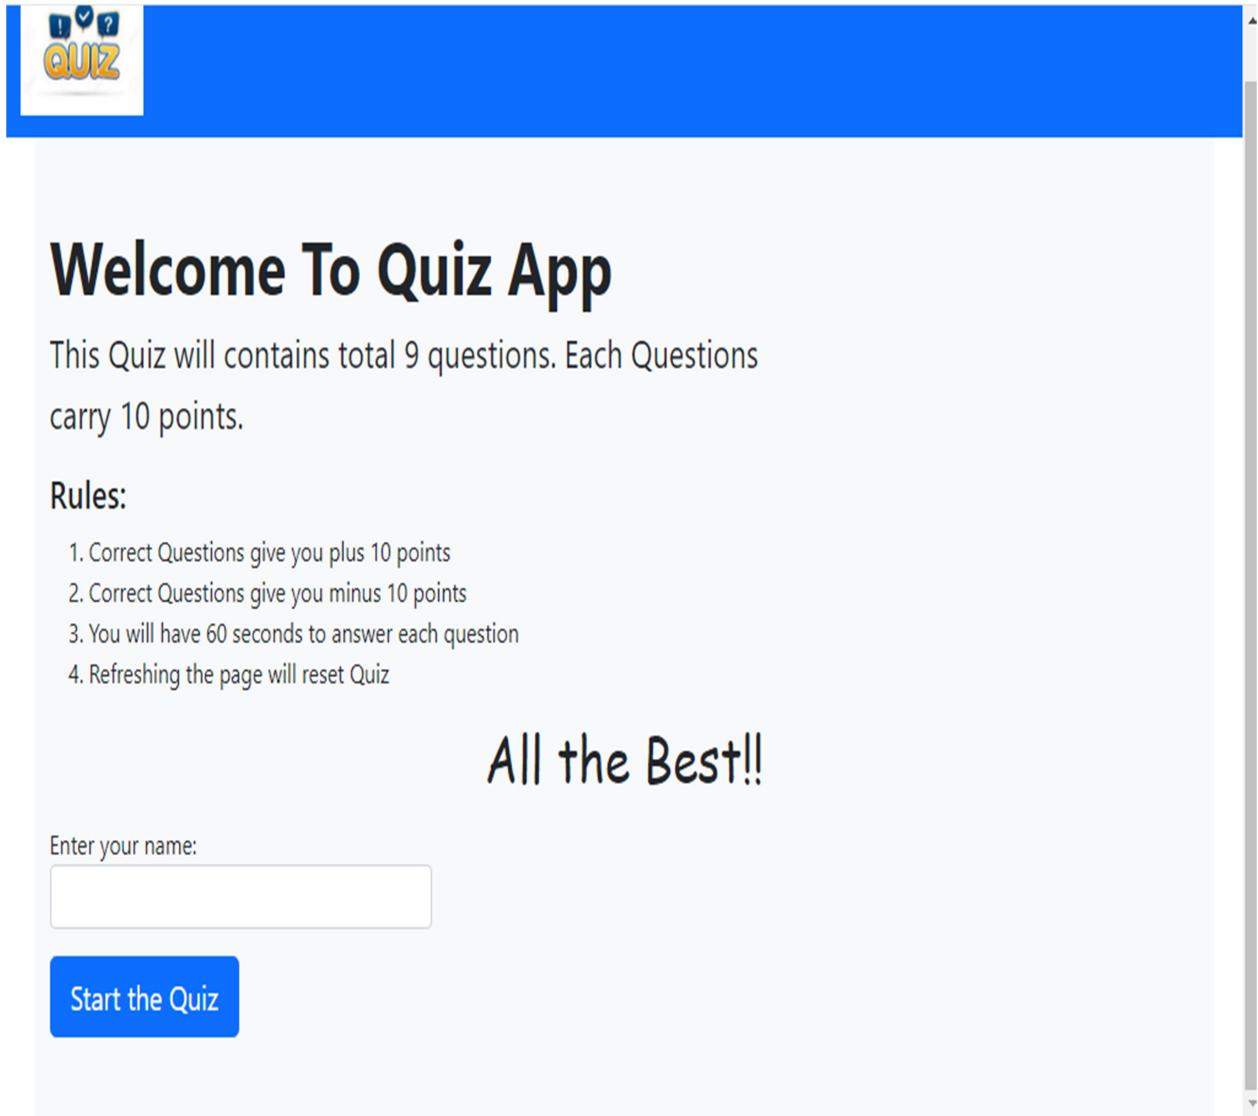 ! ?
QUIZ
Welcome To Quiz App
This Quiz will contains total 9 questions. Each Questions
carry 10 points.
Rules:
1. Correct Questions give you plus 10 points
2. Correct Questions give you minus 10 points
3. You will have 60 seconds to answer each question
4. Refreshing the page will reset Quiz
All the Best!!
Enter your name:
Start the Quiz